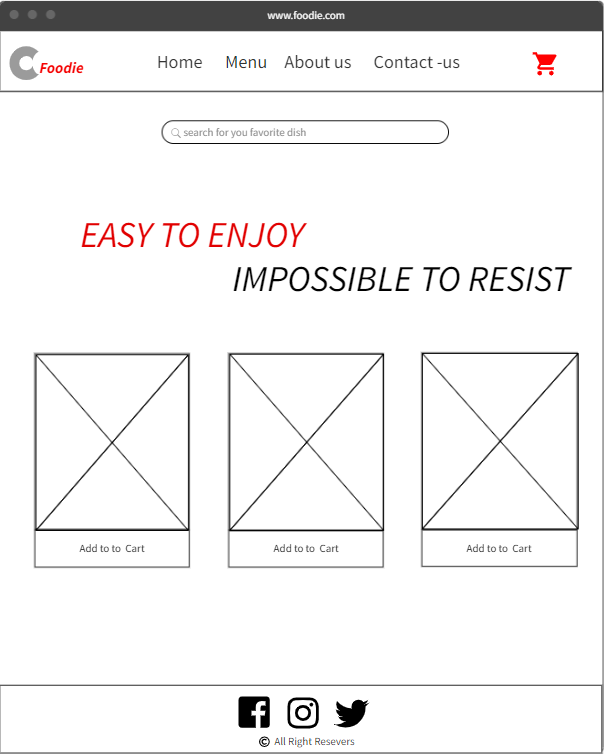 www.foodie.com
Foodie
Home Menu About us Contact -us
search for you favorite dish
EASY TO ENJOY
IMPOSSIBLE TO RESIST
Add to to Cart Add to to Cart Add to to Cart
© All Right Resevers